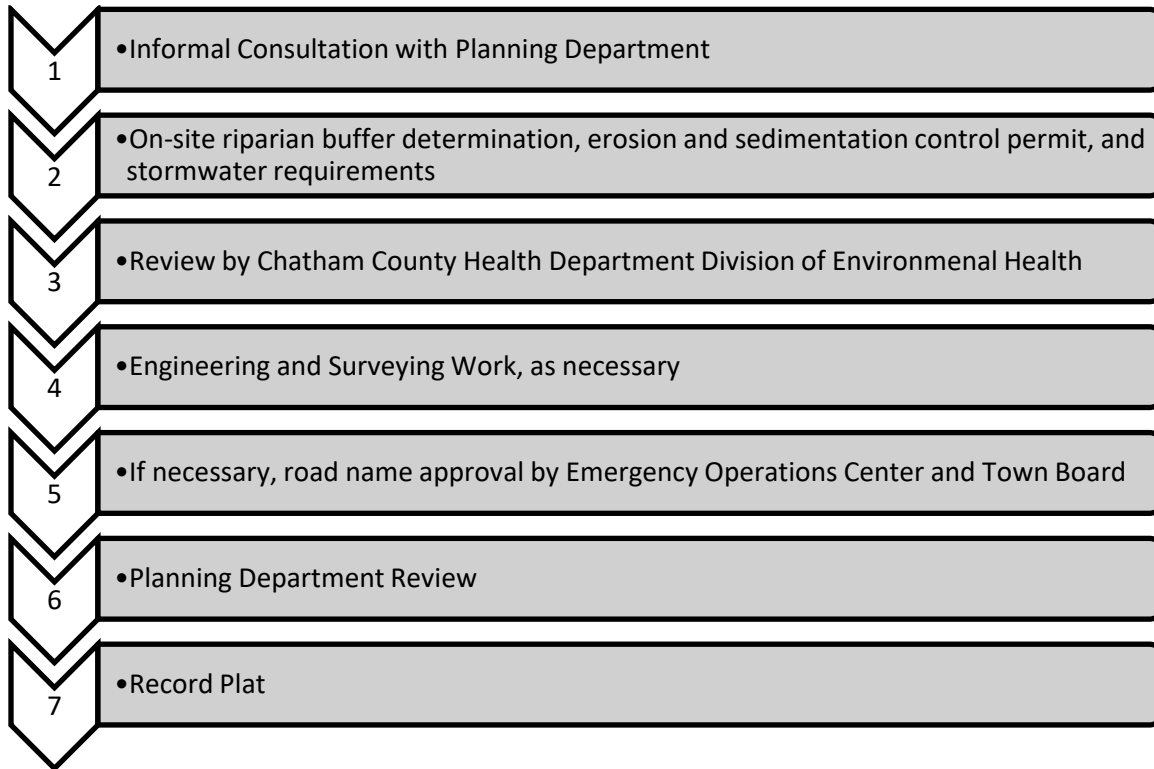 1
•Informal Consultation with Planning Department
2
•On-site riparian buffer determination, erosion and sedimentation control permit, and
stormwater requirements
3
•Review by Chatham County Health Department Division of Environmenal Health
4
•Engineering and Surveying Work, as necessary
5
•If necessary, road name approval by Emergency Operations Center and Town Board
6
•Planning Department Review
7
•Record Plat